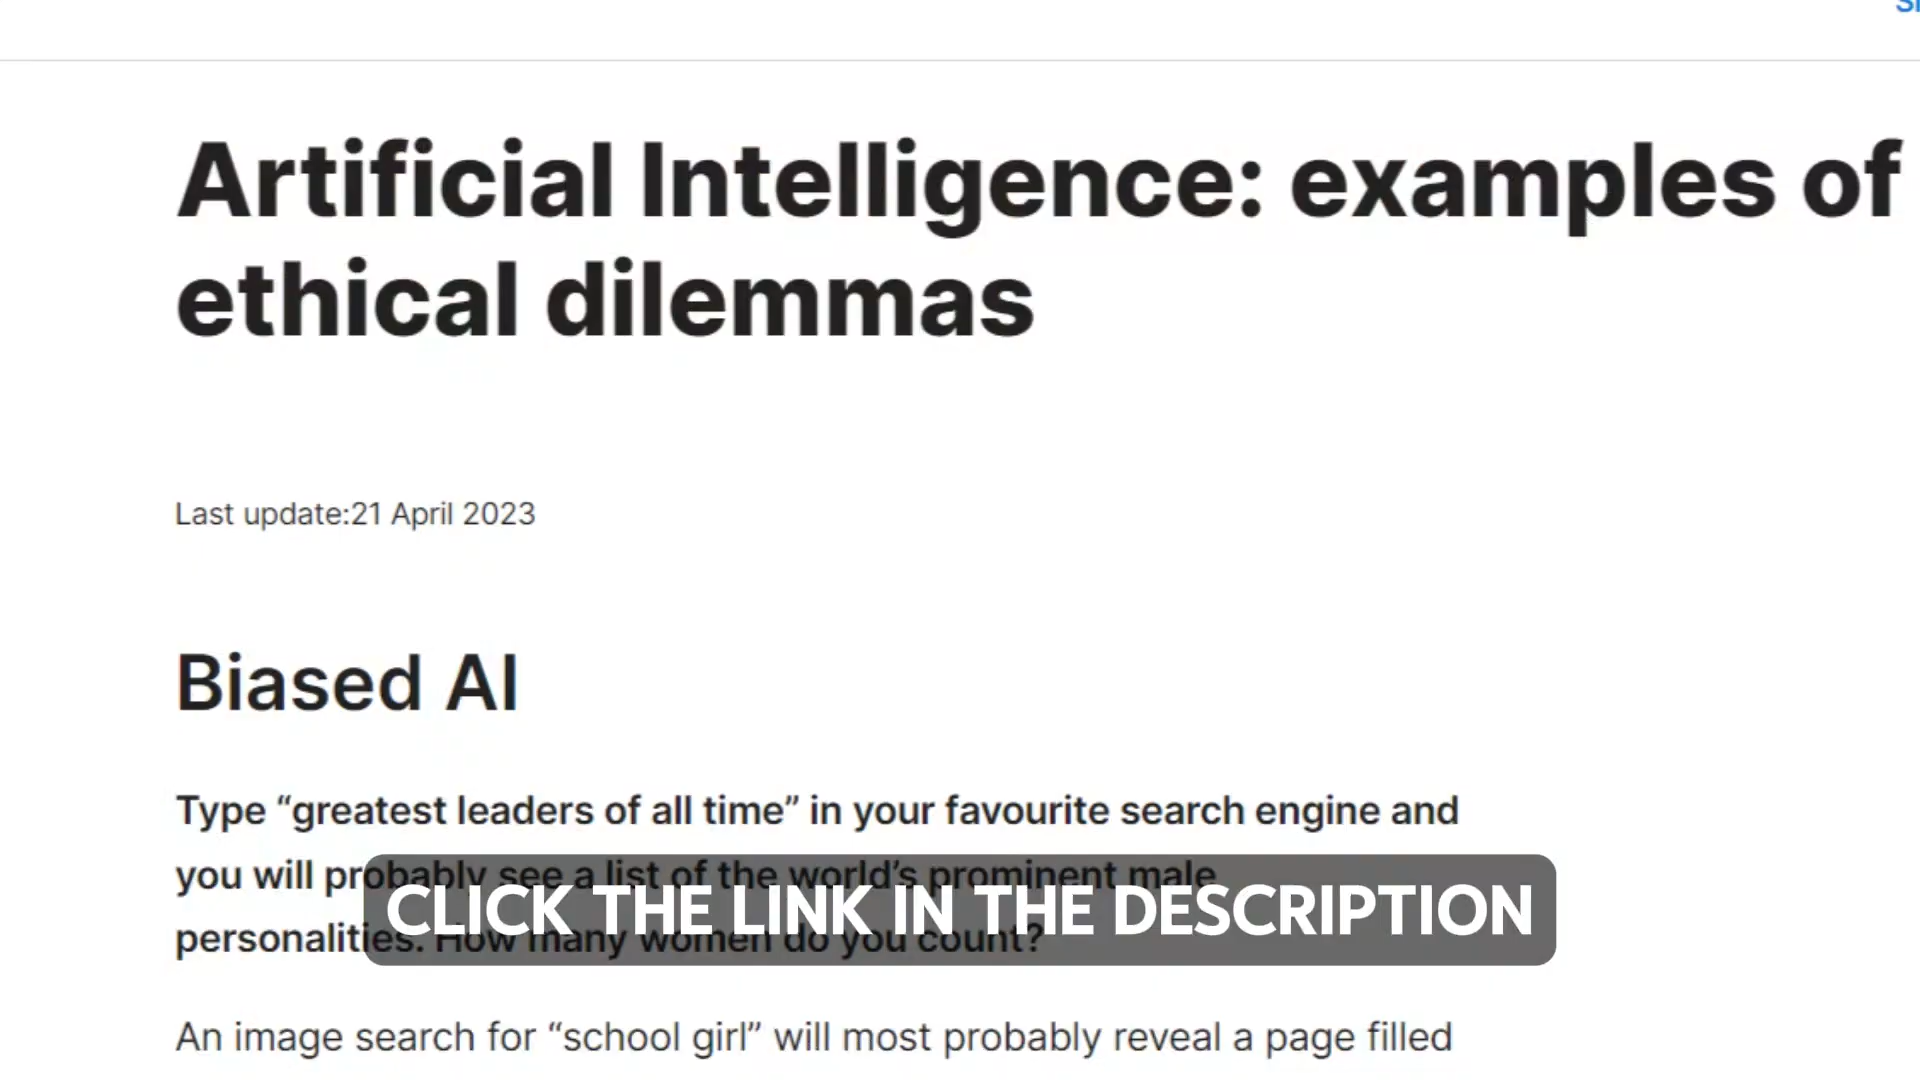 Artificial Intelligence: examples of
ethical dilemmas
Last update:21 April 2023
Biased AI
Type “greatest leaders of all time” in your favourite search engine and
you will probably see a list of the world’s prominent male
personalities. How many women do you count?
CLICK THE LINK IN THE DESCRIPTION
An image search for “school girl” will most probably reveal a page filled